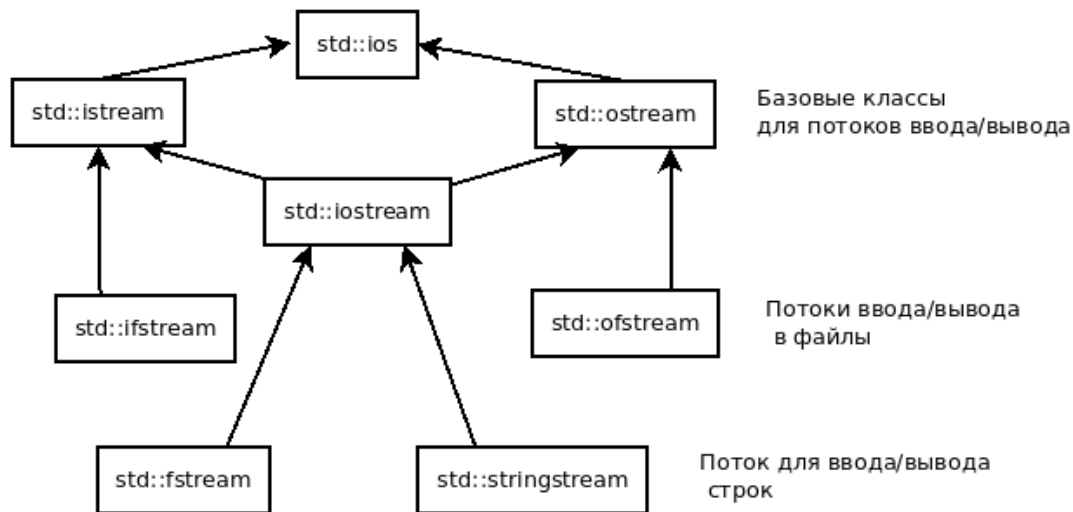 std::ios
std::istream
std::ostream
Базовые классы
для потоков ввода/вывода
std::iostream
std::ifstream
std::ofstream
Потоки ввода/вывода
в файлы
std::fstream
std::stringstream
Поток для ввода/вывода
строк